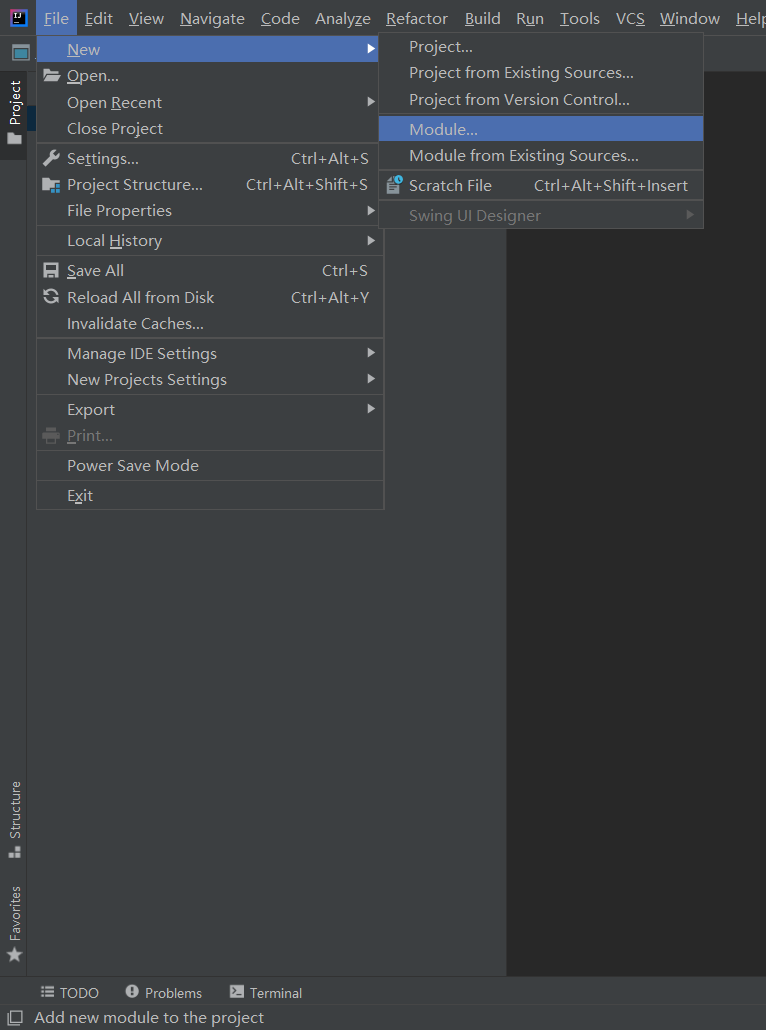 File Edit View Navigate Code Analyze Refactor Build Run Tools VCS Window Help
New
Open...
Open Recent
Close Project
Settings... Ctrl+Alt+S
Project Structure... Ctrl+Alt+Shift+S
File Properties
Local History
Save All Ctrl+S
Reload All from Disk Ctrl+Alt+Y
Invalidate Caches...
Manage IDE Settings
New Projects Settings
Export
Print...
Power Save Mode
Exit
Project...
Project from Existing Sources...
Project from Version Control...
Module...
Module from Existing Sources...
Scratch File Ctrl+Alt+Shift+Insert
Swing UI Designer
Project
Structure
Favorites
TODO Problems Terminal
Add new module to the project